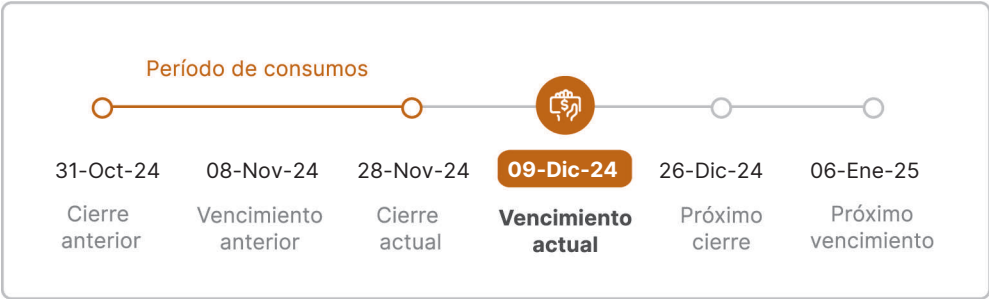 Período de consumos
$
31-Oct-24 08-Nov-24 28-Nov-24 09-Dic-24 26-Dic-24 06-Ene-25
Cierre Vencimiento Cierre Vencimiento Próximo Próximo
anterior anterior actual actual cierre vencimiento